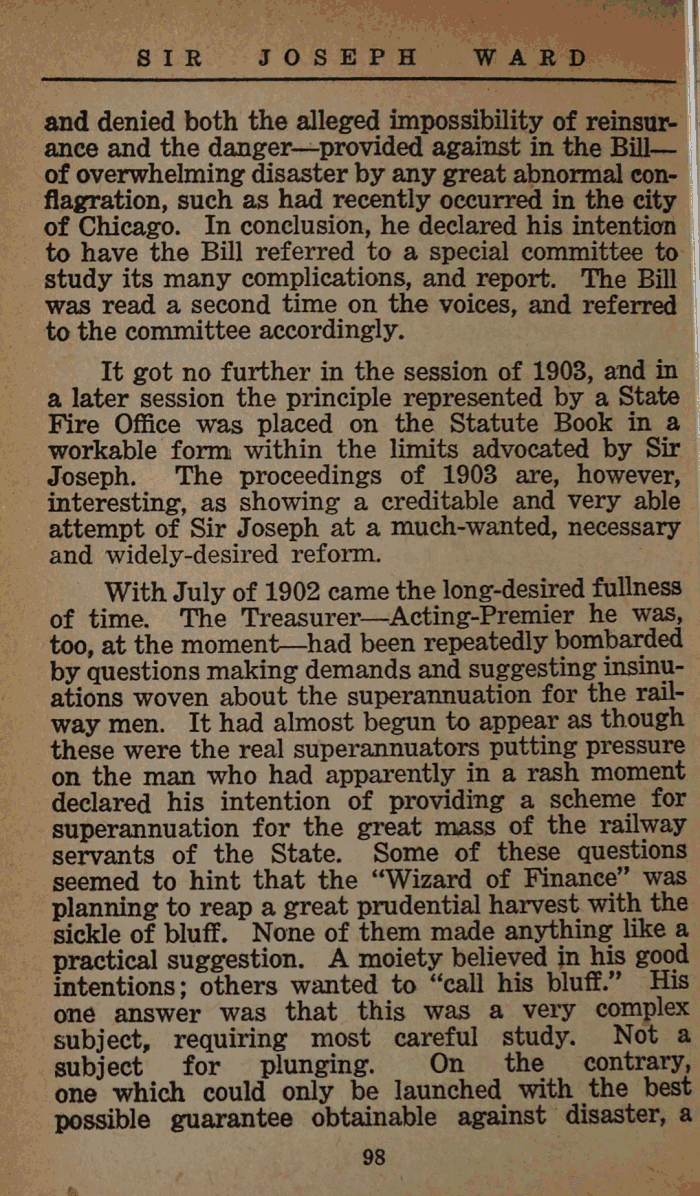 SIR JOSEPH WARD
and denied both the alleged impossibility of reinsur-
ance and the danger—provided against in the Bill—
of overwhelming disaster by any great abnormal con-
flagration, such as had recently occurred in the city
of Chicago. In conclusion, he declared his intention
to have the Bill referred to a special committee to
study its many complications, and report. The Bill
was read a second time on the voices, and referred
to the committee accordingly.
It got no further in the session of 1903, and in
a later session the principle represented by a State
Fire Office was placed on the Statute Book in a
workable form within the limits advocated by Sir
Joseph. The proceedings of 1903 are, however,
interesting, as showing a creditable and very able
attempt of Sir Joseph at a much-wanted, necessary
and widely-desired reform.
With July of 1902 came the long-desired fullness
of time. The Treasurer—Acting-Premier he was,
too, at the moment—had been repeatedly bombarded
by questions making demands and suggesting insinu-
ations woven about the superannuation for the rail-
way men. It had almost begun to appear as though
these were the real superannuators putting pressure
on the man who had apparently in a rash moment
declared his intention of providing a scheme for
superannuation for the great mass of the railway
servants of the State. Some of these questions
seemed to hint that the “Wizard of Finance” was
planning to reap a great prudential harvest with the
sickle of bluff. None of them made anything like a
practical suggestion. A moiety believed in his good
intentions; others wanted to “call his bluff.” His
one answer was that this was a very complex
subject, requiring most careful study. Not a
subject for plunging. On the contrary,
one which could only be launched with the best
possible guarantee obtainable against disaster, a
98